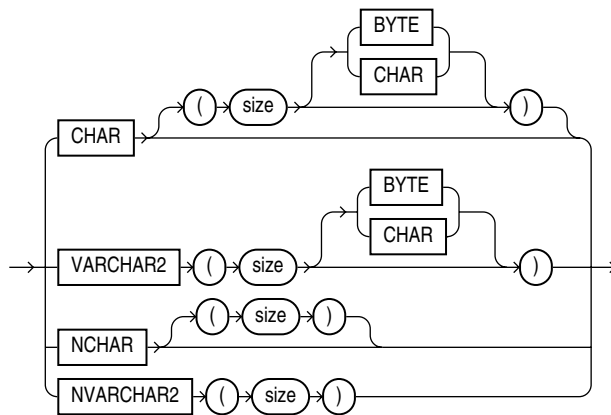 BYTE
CHAR
( size )
CHAR
BYTE
CHAR
VARCHAR2 ( size )
( size )
NCHAR
NVARCHAR2 ( size )